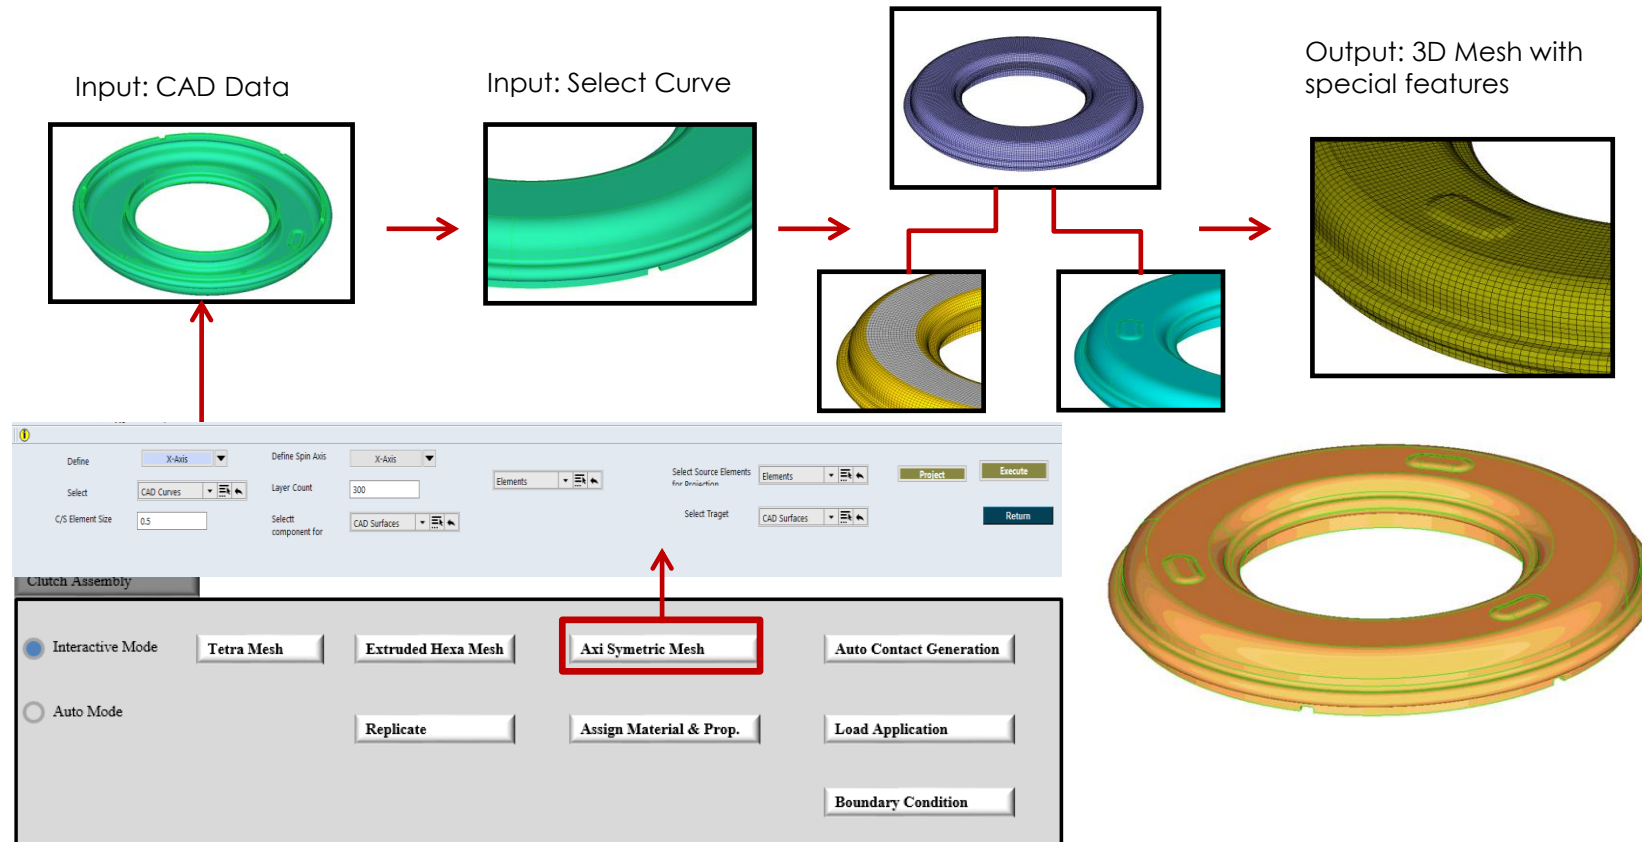 Input: CAD Data
Input: Select Curve
Output: 3D Mesh with
special features
Define
X-Axis
Define Spin Axis
X-Axis
Select
CAD Curves
Layer Count
300
Elements
Select Source Elements
for Projection
Elements
Project
Execute
C/S Element Size
0.5
Selectt
component for
CAD Surfaces
Select Traget
CAD Surfaces
Return
Clutch Assembly
Interactive Mode
Tetra Mesh
Extruded Hexa Mesh
Axi Symetric Mesh
Auto Contact Generation
Auto Mode
Replicate
Assign Material & Prop.
Load Application
Boundary Condition